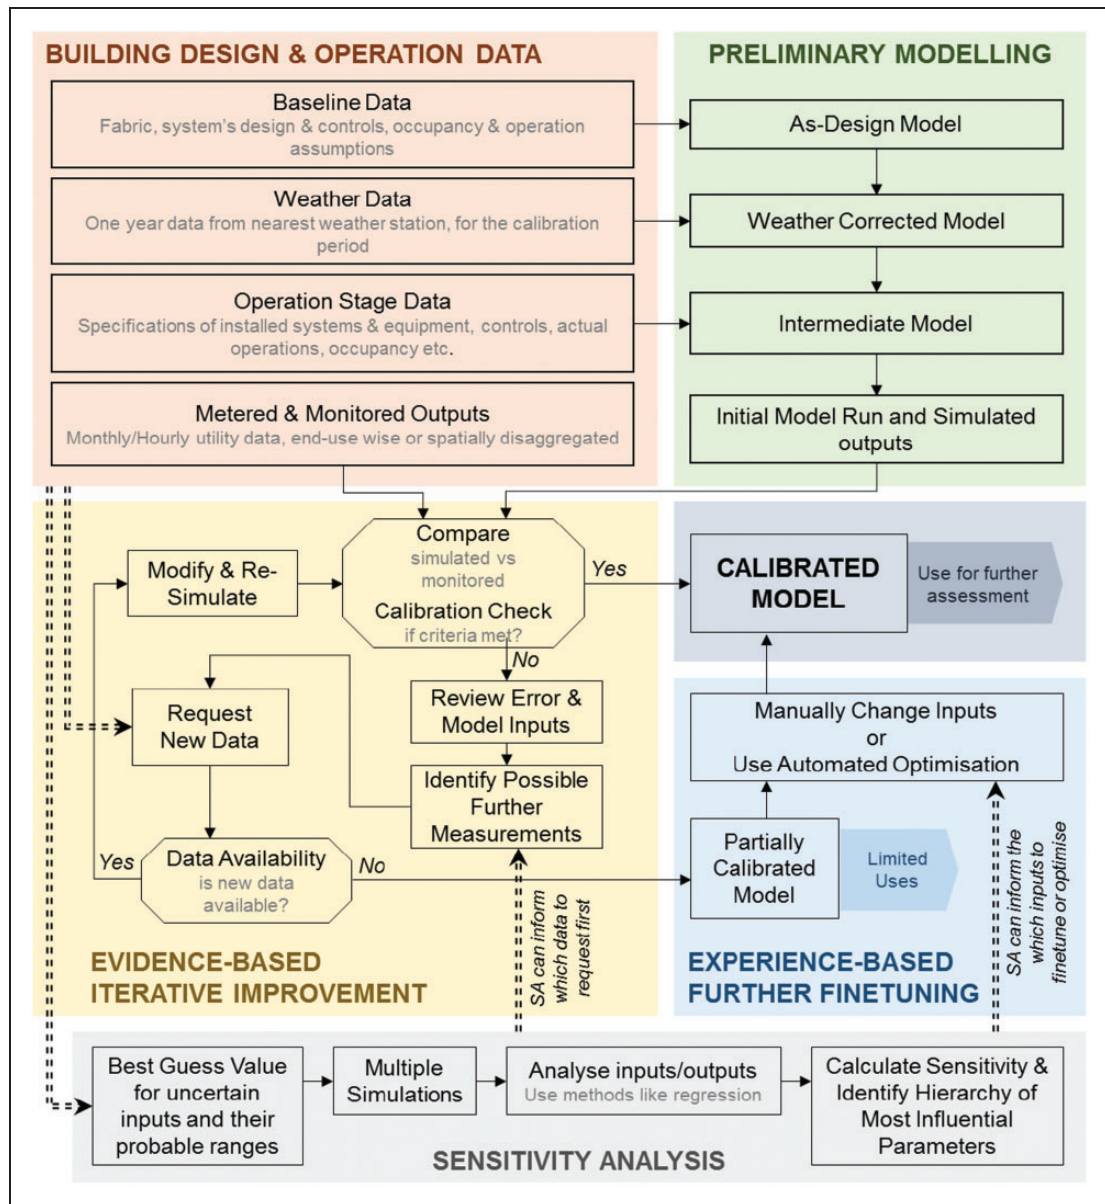 BUILDING DESIGN & OPERATION DATA
Baseline Data
Fabric, system's design & controls, occupancy & operation
assumptions
Weather Data
One year data from nearest weather station, for the calibration
period
Operation Stage Data
Specifications of installed systems & equipment, controls, actual
operations, occupancy etc.
Metered & Monitored Outputs
Monthly/Hourly utility data, end-use wise or spatially disaggregated
PRELIMINARY MODELLING
As-Design Model
Weather Corrected Model
Intermediate Model
Initial Model Run and Simulated
outputs
Modify & Re-
Simulate
Compare
simulated vs
monitored
Calibration Check
if criteria met?
Yes
No
CALIBRATED
MODEL
Use for further
assessment
Request
New Data
Review Error &
Model Inputs
Identify Possible
Further
Measurements
Data Availability
is new data
available?
Yes
No
EVIDENCE-BASED
ITERATIVE IMPROVEMENT
SA can inform
which data to
request first
Manually Change Inputs
or
Use Automated Optimisation
Partially
Calibrated
Model
Limited
Uses
SA can inform the
which inputs to
finetune or optimise
EXPERIENCE-BASED
FURTHER FINETUNING
Best Guess Value
for uncertain
inputs and their
probable ranges
Multiple
Simulations
Analyse inputs/outputs
Use methods like regression
Calculate Sensitivity &
Identify Hierarchy of
Most Influential
Parameters
SENSITIVITY ANALYSIS